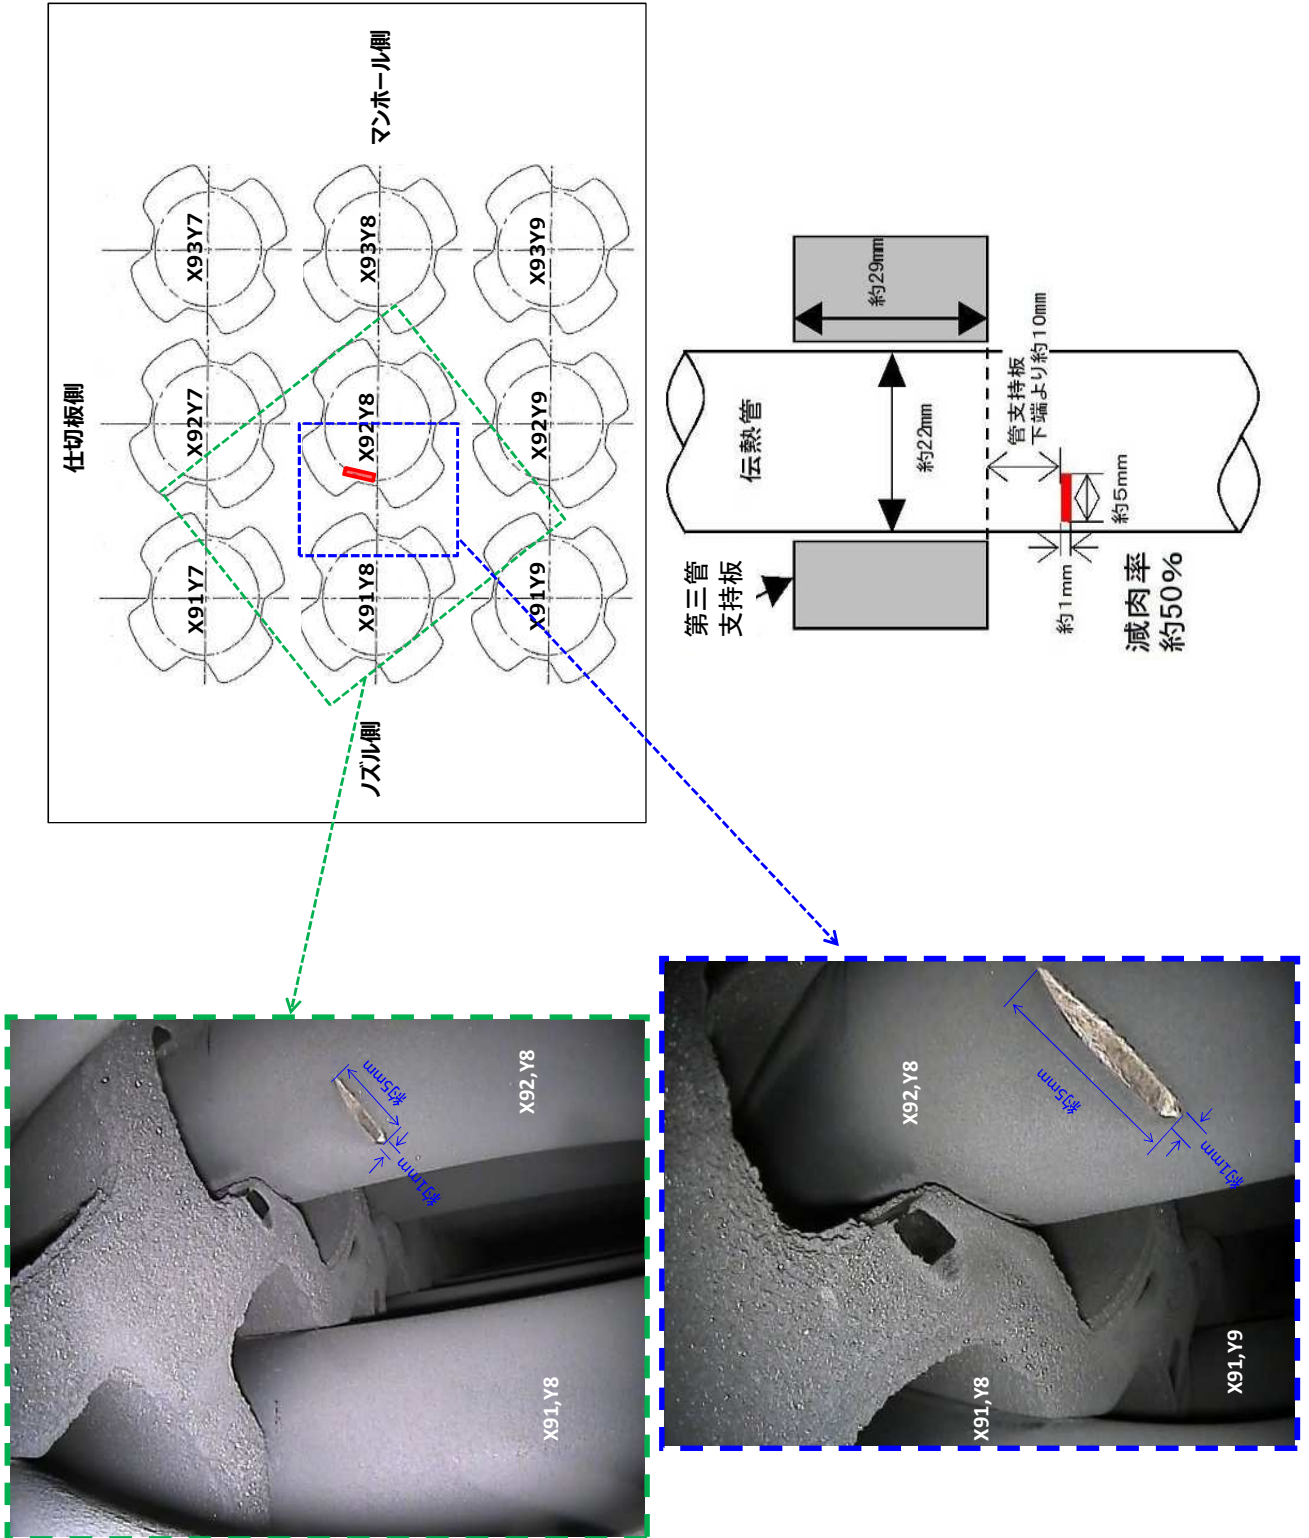 仕切板側
マンホール側
ノズル側
X91Y7
X92Y7
X93Y7
X91Y8
X92Y8
X93Y8
X91Y9
X92Y9
X93Y9
第三管
支持板
伝熱管
約22mm
約29mm
管支持板
下端より約10mm
約1mm
約5mm
減肉率
約50%
X92,Y8
約5mm
約1mm
X91,Y8
X92,Y8
約5mm
約1mm
X91,Y8
X91,Y9